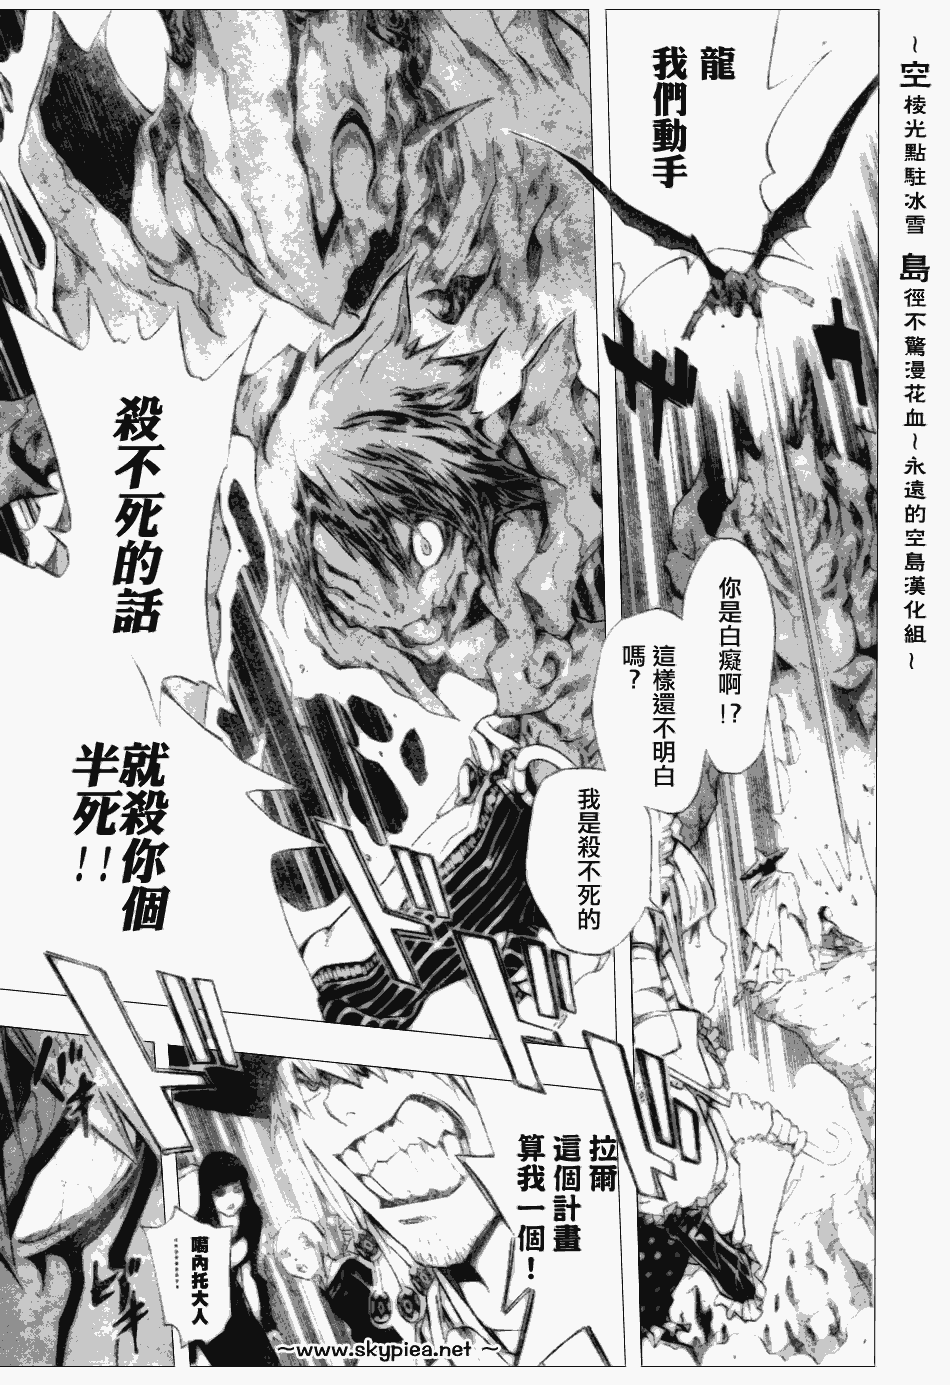 ～空棱光點駐冰雪 島徑不驚漫花血～永遠的空島漢化組～
龍
我們動手
你是白癡啊!?
這樣還不明白
嗎?
我是殺不死的
殺不死的話
就殺你個
半死!!
拉爾
這個計畫
算我一個!
噶內托大人
………
～www.skypiea.net ～